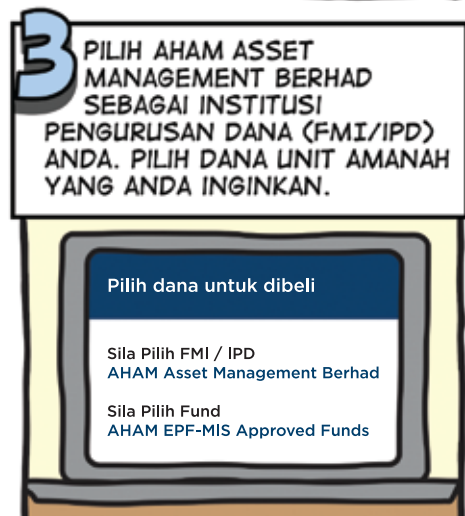 3
PILIH AHAM ASSET
MANAGEMENT BERHAD
SEBAGAI INSTITUSI
PENGURUSAN DANA (FMI/IPD)
ANDA. PILIH DANA UNIT AMANAH
YANG ANDA INGINKAN.
Pilih dana untuk dibeli
Sila Pilih FMI / IPD
AHAM Asset Management Berhad
Sila Pilih Fund
AHAM EPF-MIS Approved Funds